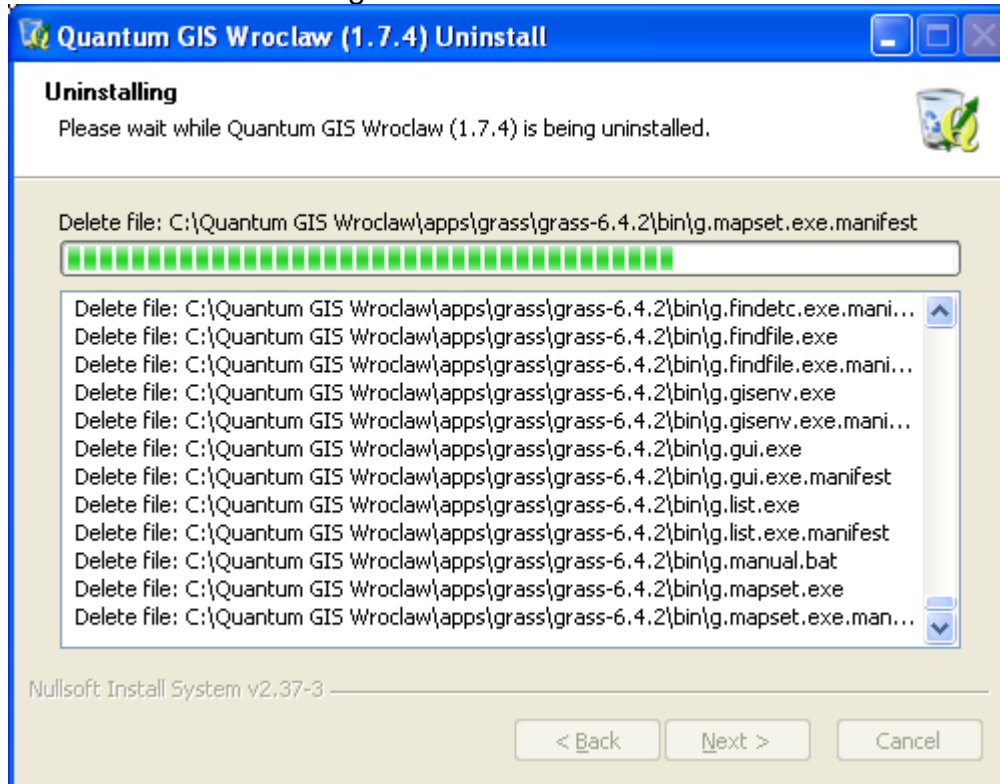 Quantum GIS Wroclaw (1.7.4) Uninstall
Uninstalling
Please wait while Quantum GIS Wroclaw (1.7.4) is being uninstalled.
Delete file: C:\Quantum GIS Wroclaw\apps\grass\grass-6.4.2\bin\g.mapset.exe.manifest
Delete file: C:\Quantum GIS Wroclaw\apps\grass\grass-6.4.2\bin\g.findetc.exe.mani...
Delete file: C:\Quantum GIS Wroclaw\apps\grass\grass-6.4.2\bin\g.findfile.exe
Delete file: C:\Quantum GIS Wroclaw\apps\grass\grass-6.4.2\bin\g.findfile.exe.mani...
Delete file: C:\Quantum GIS Wroclaw\apps\grass\grass-6.4.2\bin\g.gisenv.exe
Delete file: C:\Quantum GIS Wroclaw\apps\grass\grass-6.4.2\bin\g.gisenv.exe.mani...
Delete file: C:\Quantum GIS Wroclaw\apps\grass\grass-6.4.2\bin\g.gui.exe
Delete file: C:\Quantum GIS Wroclaw\apps\grass\grass-6.4.2\bin\g.gui.exe.manifest
Delete file: C:\Quantum GIS Wroclaw\apps\grass\grass-6.4.2\bin\g.list.exe
Delete file: C:\Quantum GIS Wroclaw\apps\grass\grass-6.4.2\bin\g.list.exe.manifest
Delete file: C:\Quantum GIS Wroclaw\apps\grass\grass-6.4.2\bin\g.manual.bat
Delete file: C:\Quantum GIS Wroclaw\apps\grass\grass-6.4.2\bin\g.mapset.exe
Delete file: C:\Quantum GIS Wroclaw\apps\grass\grass-6.4.2\bin\g.mapset.exe.man...
Nullsoft Install System v2.37-3
< Back Next > Cancel